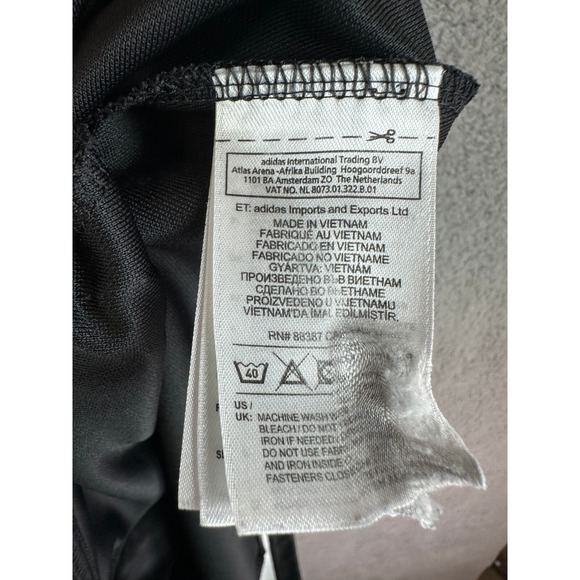 adidas International Trading BV
Atlas Arena -Afrika Building Hoogoorddreef 9a
1101 BA Amsterdam ZO The Netherlands
VAT NO. NL 8073.01.322.B.01
ET: adidas Imports and Exports Ltd
MADE IN VIETNAM
FABRIQUÉ AU VIETNAM
FABRICADO EN VIETNAM
FABRICADO NO VIETNAME
GYÁRTVA: VIETNÁM
ПРОИЗВЕДЕНО ВЪВ ВИЕТНАМ
СДЕЛАНО ВО ВЬЕТНАМЕ
PROIZVEDENO U VIJETNAMU
VIETNAM'DA İMAL EDİLMİŞTİR.
RN# 88387
40
US /
UK: MACHINE WASH
BLEACH / DO NOT
IRON IF NEEDED
DO NOT USE
AND IRON INSIDE
FASTENERS